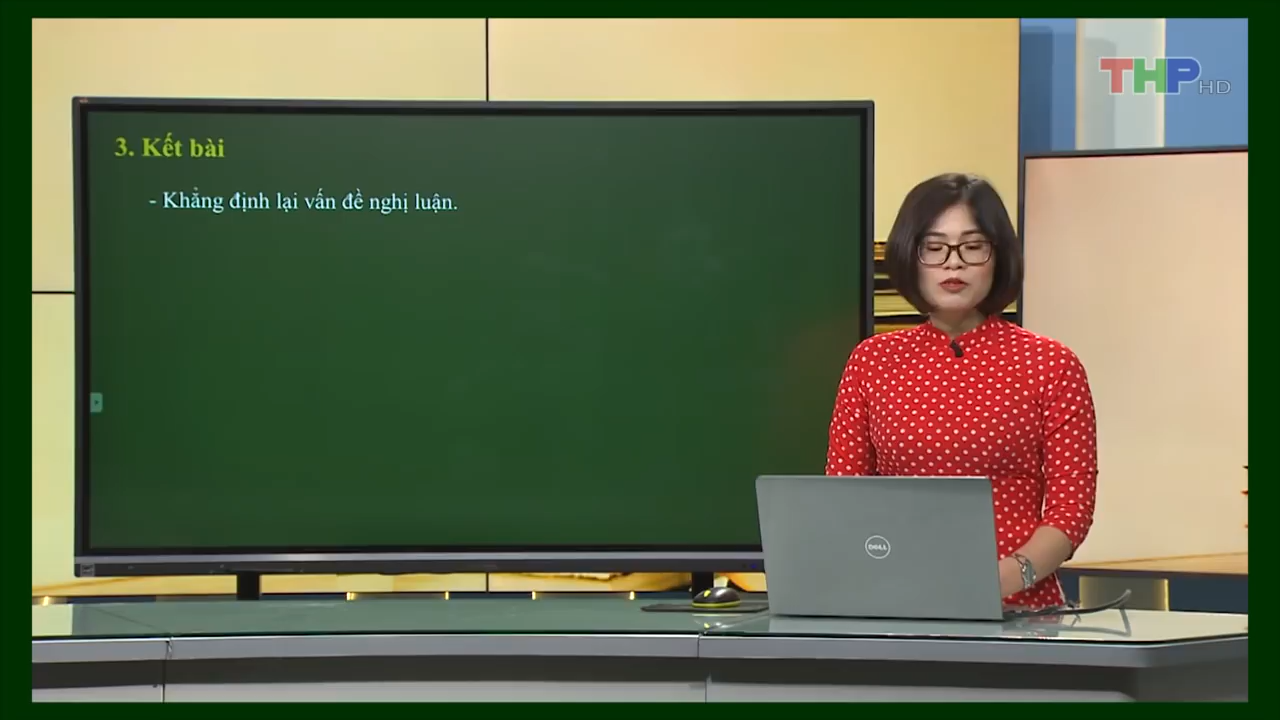 THP HD
3. Kết bài
- Khẳng định lại vấn đề nghị luận.
DELL